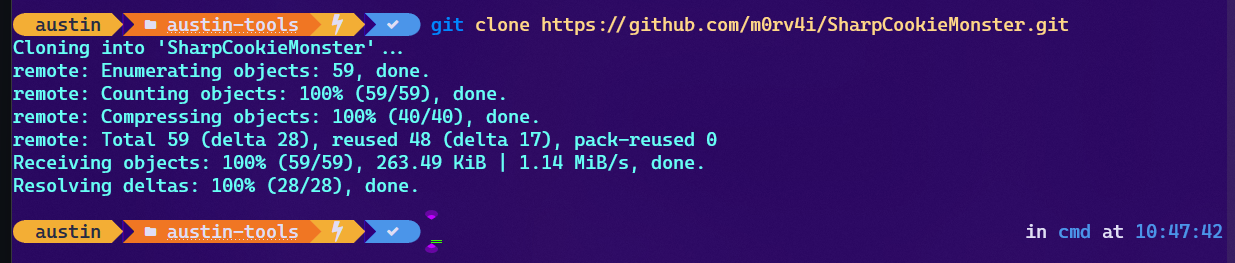 austin austin-tools git clone https://github.com/m0rv4i/SharpCookieMonster.git
Cloning into 'SharpCookieMonster'...
remote: Enumerating objects: 59, done.
remote: Counting objects: 100% (59/59), done.
remote: Compressing objects: 100% (40/40), done.
remote: Total 59 (delta 28), reused 48 (delta 17), pack-reused 0
Receiving objects: 100% (59/59), 263.49 KiB | 1.14 MiB/s, done.
Resolving deltas: 100% (28/28), done.
austin austin-tools in cmd at 10:47:42